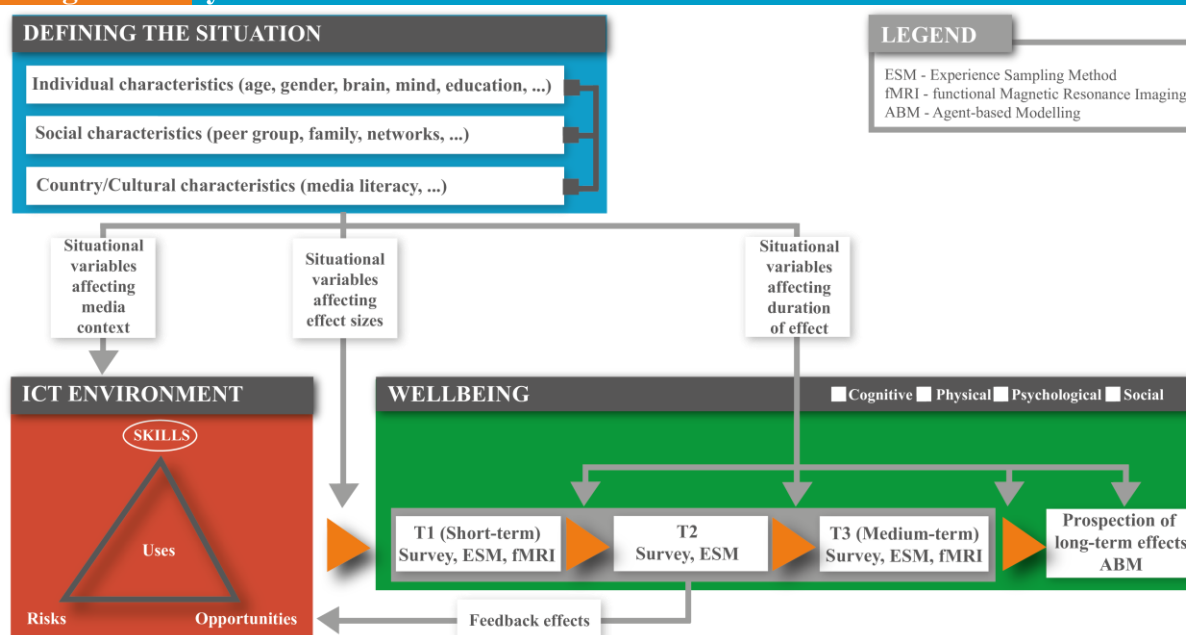 DEFINING THE SITUATION
Individual characteristics (age, gender, brain, mind, education, ...)
Social characteristics (peer group, family, networks, ...)
Country/Cultural characteristics (media literacy, ...)
LEGEND
ESM - Experience Sampling Method
fMRI - functional Magnetic Resonance Imaging
ABM - Agent-based Modelling
Situational
variables
affecting
media
context
Situational
variables
affecting
effect sizes
Situational
variables
affecting
duration
of effect
ICT ENVIRONMENT
SKILLS
Uses
Risks
Opportunities
WELLBEING
Cognitive
Physical
Psychological
Social
T1 (Short-term)
Survey, ESM, fMRI
T2
Survey, ESM
T3 (Medium-term)
Survey, ESM, fMRI
Prospection of
long-term effects
ABM
Feedback effects